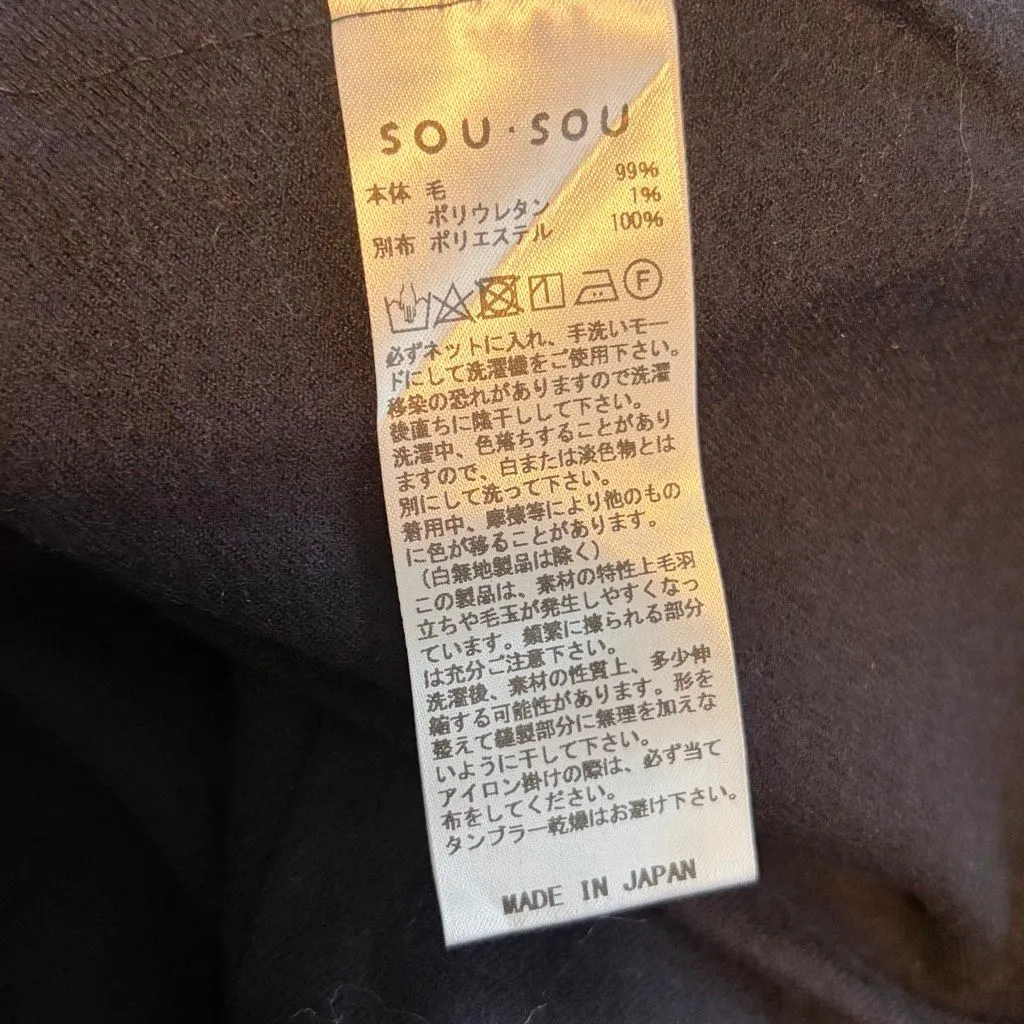 SOU・SOU
本体 毛 99%
ポリウレタン 1%
別布 ポリエステル 100%
F
必ずネットに入れ、手洗いモー
ドにして洗濯機をご使用下さい。
移染の恐れがありますので洗濯
後直ちに陰干しして下さい。
洗濯中、色落ちすることがあり
ますので、白または淡色物とは
別にして洗って下さい。
着用中、摩擦等により他のもの
に色が移ることがあります。
（白無地製品は除く）
この製品は、素材の特性上毛羽
立ちや毛玉が発生しやすくなっ
ています。頻繁に擦られる部分
は充分ご注意下さい。
洗濯後、素材の性質上、多少伸
縮する可能性があります。形を
整えて縫製部分に無理を加えな
いように干して下さい。
アイロン掛けの際は、必ず当て
布をしてください。
タンブラー乾燥はお避け下さい。
MADE IN JAPAN